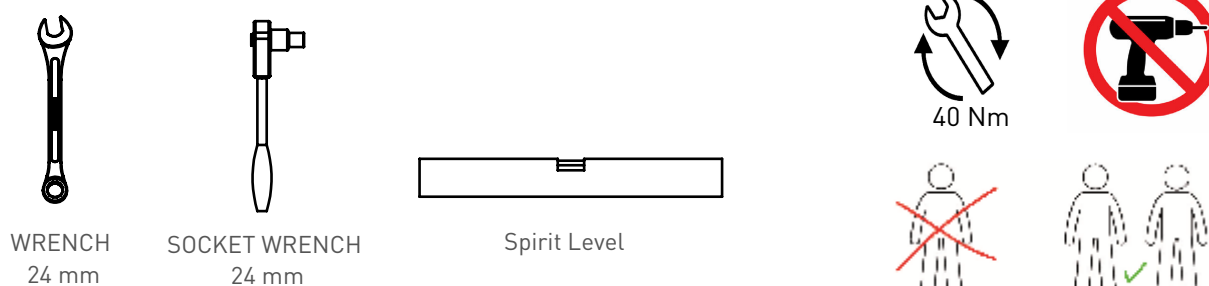 40 Nm
WRENCH
24 mm
SOCKET WRENCH
24 mm
Spirit Level